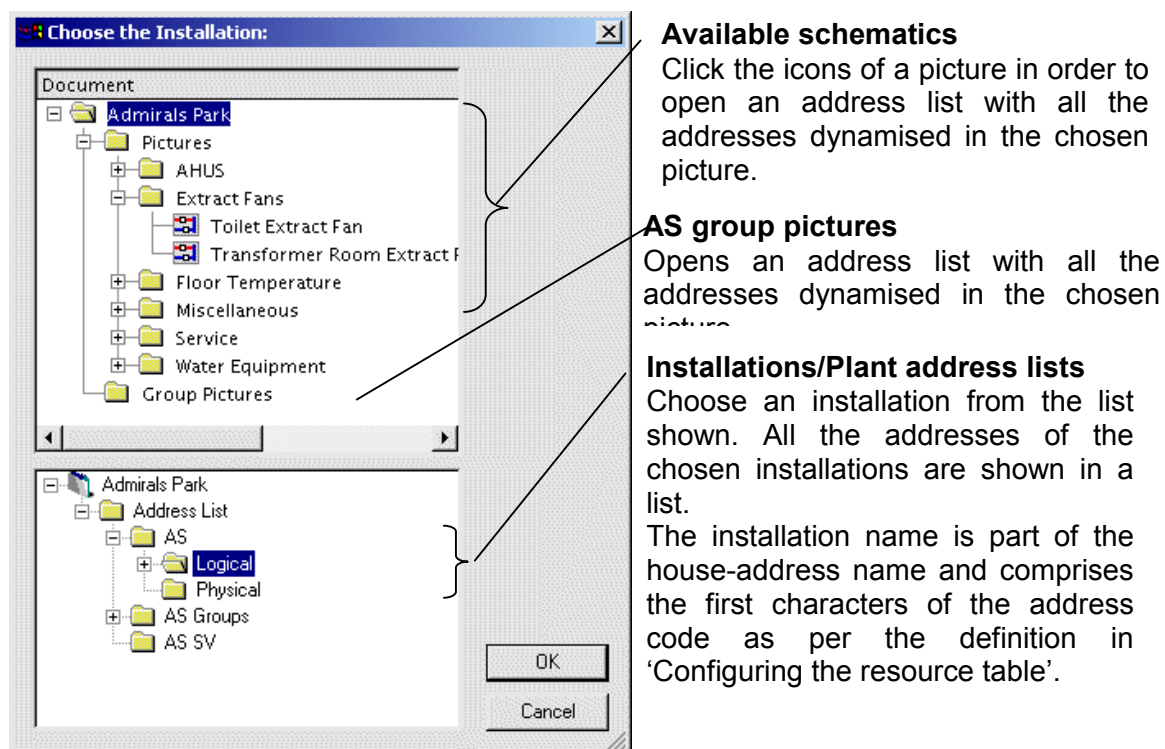 Choose the Installation:
Document
Admirals Park
Pictures
AHUS
Extract Fans
Toilet Extract Fan
Transformer Room Extract
Floor Temperature
Miscellaneous
Service
Water Equipment
Group Pictures
Admirals Park
Address List
AS
Logical
Physical
AS Groups
AS SV
OK
Cancel
Available schematics
Click the icons of a picture in order to
open an address list with all the
addresses dynamised in the chosen
picture.
AS group pictures
Opens an address list with all the
addresses dynamised in the chosen
Installations/Plant address lists
Choose an installation from the list
shown. All the addresses of the
chosen installations are shown in a
list.
The installation name is part of the
house-address name and comprises
the first characters of the address
code as per the definition in
‘Configuring the resource table’.